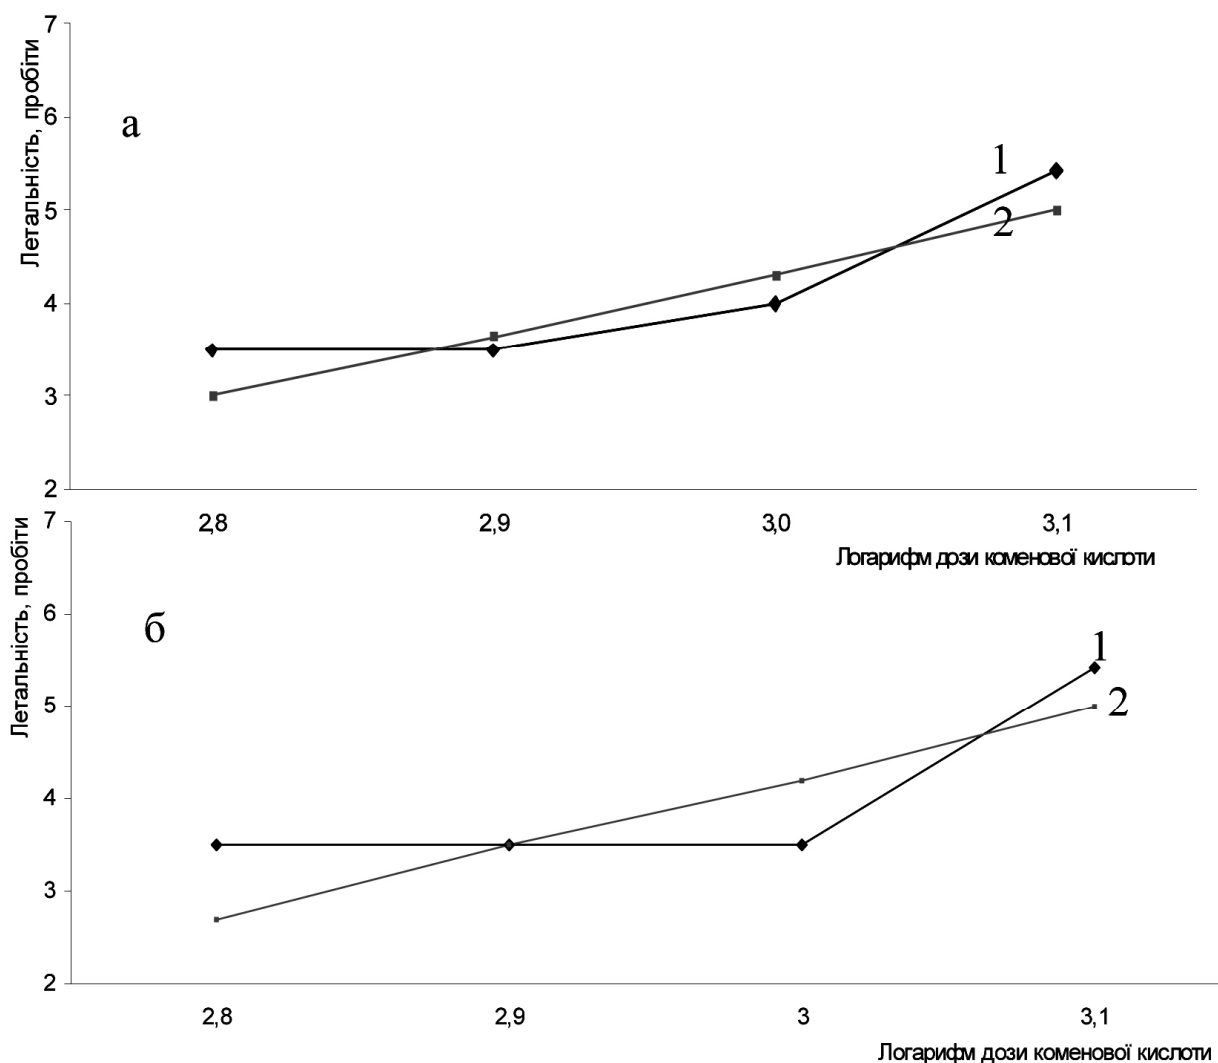 Летальність, пробіти
7
6
5
4
3
2
а
1
2
2,8 2,9 3,0 3,1
Логарифм дози коменової кислоти
Летальність, пробіти
7
6
5
4
3
2
б
1
2
2,8 2,9 3 3,1
Логарифм дози коменової кислоти